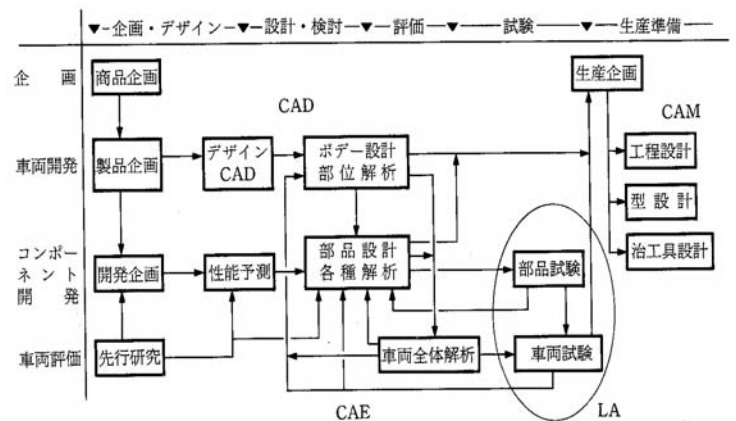 ▼-企画・デザイン-▼-設計・検討-▼-評価-▼-試験-▼-生産準備-
企画
商品企画
生産企画
CAD
CAM
車両開発
製品企画
デザイン
CAD
ボデー設計
部位解析
工程設計
型設計
コンポー
ネント
開発
開発企画
性能予測
部品設計
各種解析
部品試験
治工具設計
車両評価
先行研究
車両全体解析
車両試験
CAE
LA